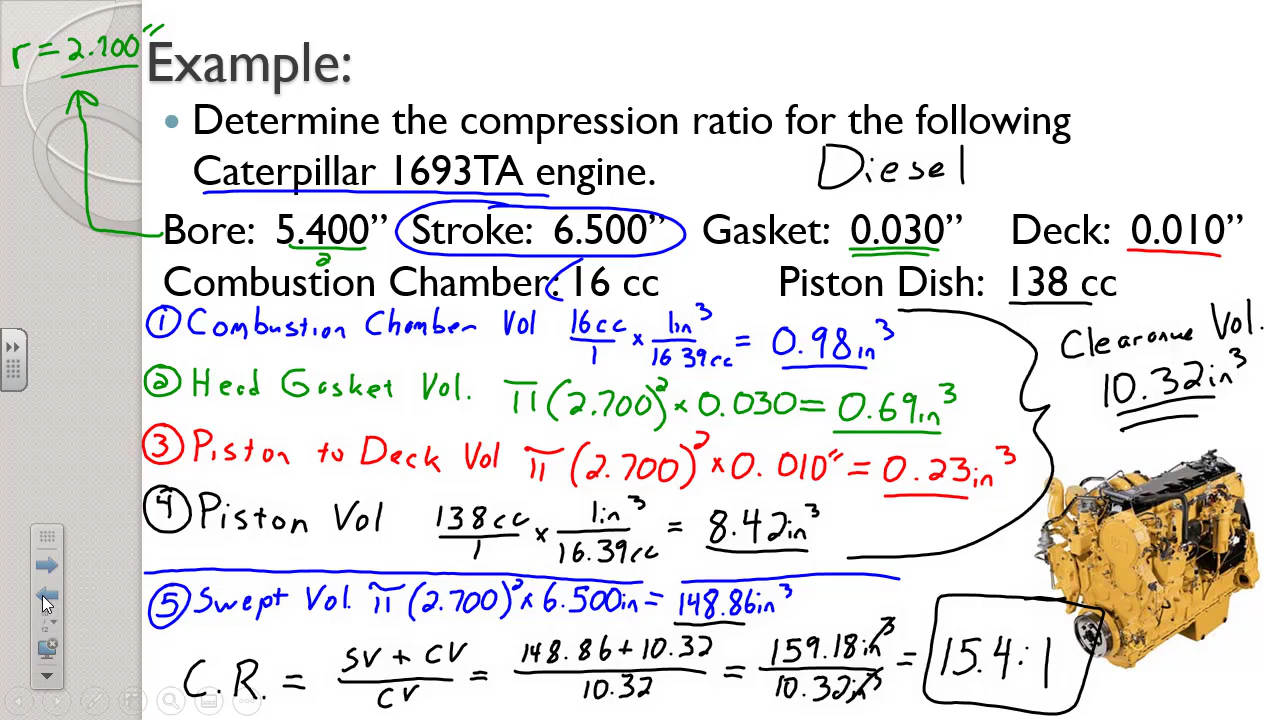 r = 2.700"
Example:
• Determine the compression ratio for the following
Caterpillar 1693TA engine.
Diesel
Bore: 5.400” Stroke: 6.500” Gasket: 0.030” Deck: 0.010”
2
Combustion Chamber: 16 cc Piston Dish: 138 cc
① Combustion Chamber Vol 16cc/1 × 1in³/16.39cc = 0.98in³
② Head Gasket Vol. π(2.700)² × 0.030 = 0.69in³
③ Piston to Deck Vol π(2.700)² × 0.010" = 0.23in³
④ Piston Vol 138cc/1 × 1in³/16.39cc = 8.42in³
Clearance Vol.
10.32in³
⑤ Swept Vol. π(2.700)² × 6.500in = 148.86in³
C.R. = SV + CV/CV = 148.86 + 10.32/10.32 = 159.18in³/10.32in³ = 15.4:1